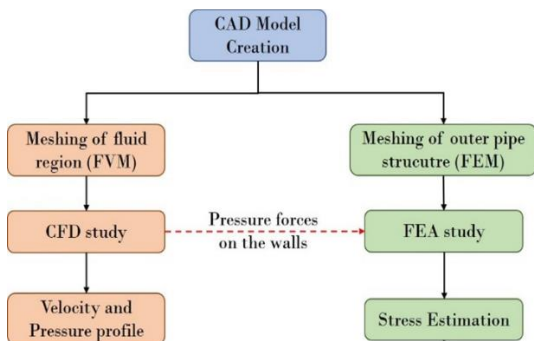 CAD Model
Creation
Meshing of fluid
region (FVM)
Meshing of outer pipe
strucutre (FEM)
CFD study
Pressure forces
on the walls
FEA study
Velocity and
Pressure profile
Stress Estimation